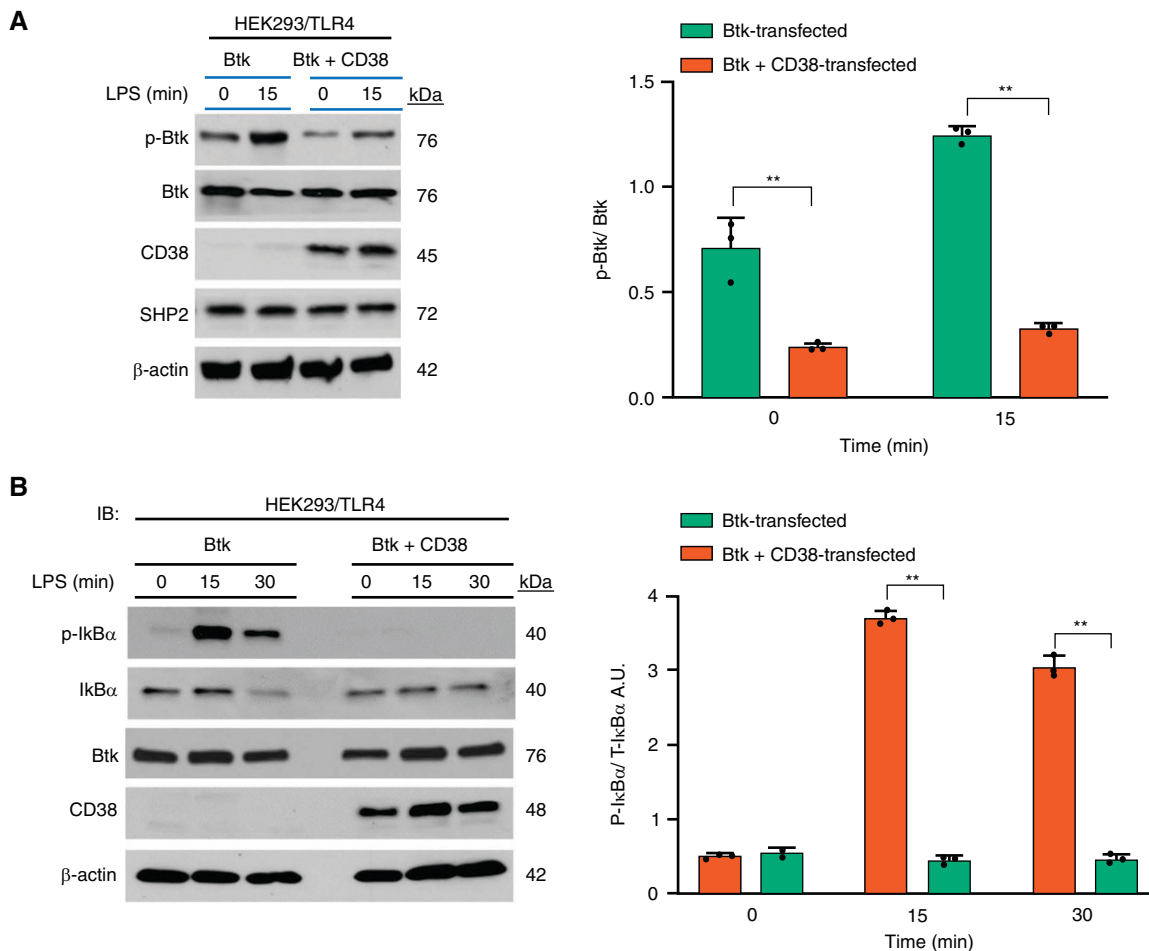 A
HEK293/TLR4
Btk Btk + CD38
LPS (min) 0 15 0 15 kDa
p-Btk 76
Btk 76
CD38 45
SHP2 72
β-actin 42
Btk-transfected
Btk + CD38-transfected
1.5
1.0
0.5
0.0
p-Btk/ Btk
** **
0 15
Time (min)
B
IB: HEK293/TLR4
Btk Btk + CD38
LPS (min) 0 15 30 0 15 30 kDa
p-IkBα 40
IkBα 40
Btk 76
CD38 48
β-actin 42
Btk-transfected
Btk + CD38-transfected
4
3
2
1
0
P-IκBα/ T-IκBα A.U.
** **
0 15 30
Time (min)